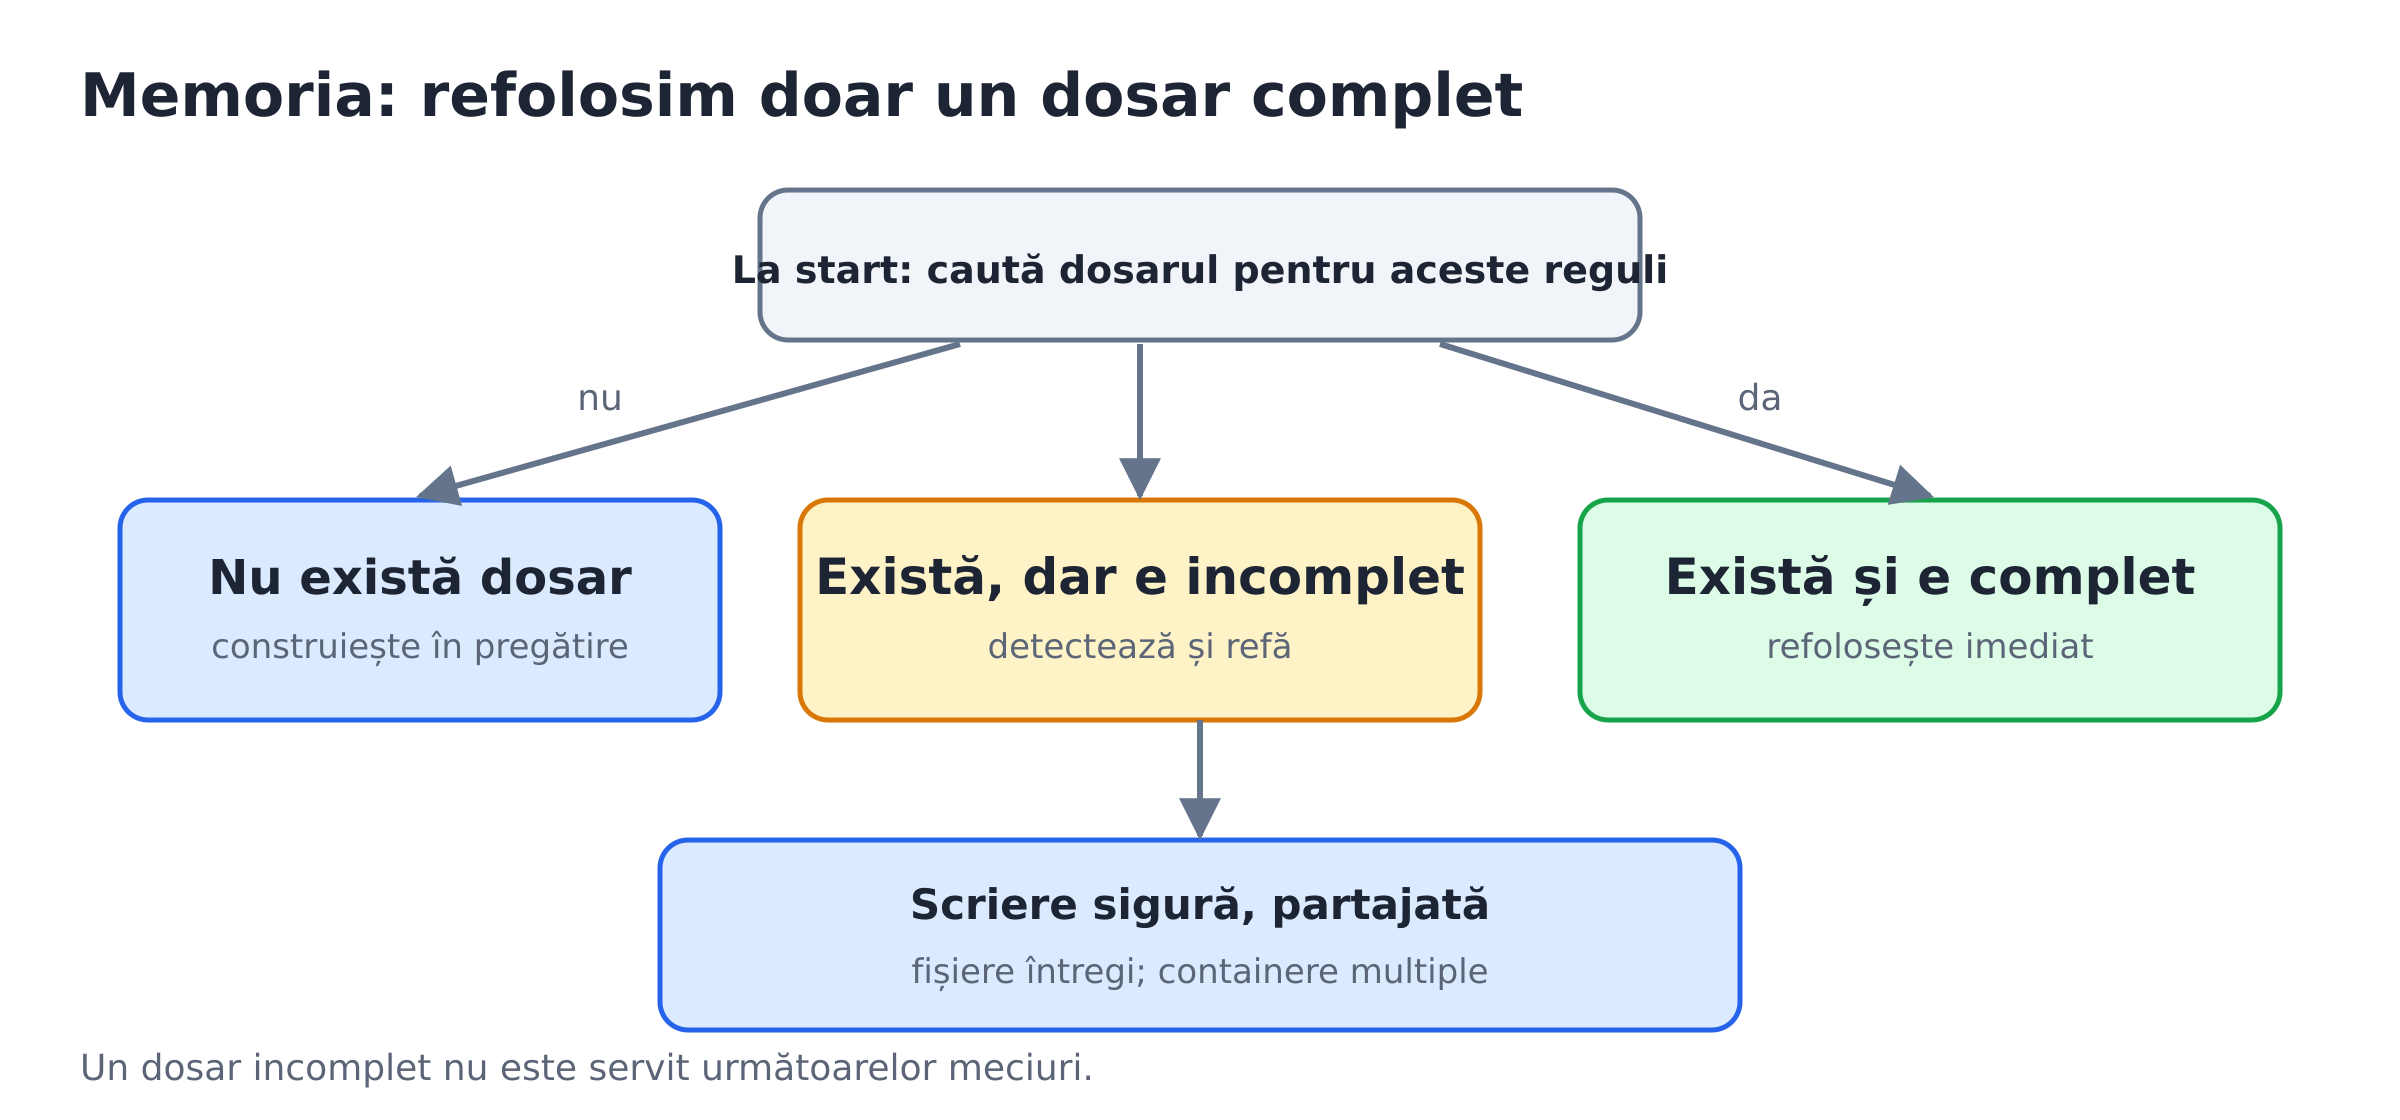 Memoria: refolosim doar un dosar complet
La start: caută dosarul pentru aceste reguli
nu
da
Nu există dosar
construiește în pregătire
Există, dar e incomplet
detectează și refă
Există și e complet
refolosește imediat
Scriere sigură, partajată
fișiere întregi; containere multiple
Un dosar incomplet nu este servit următoarelor meciuri.